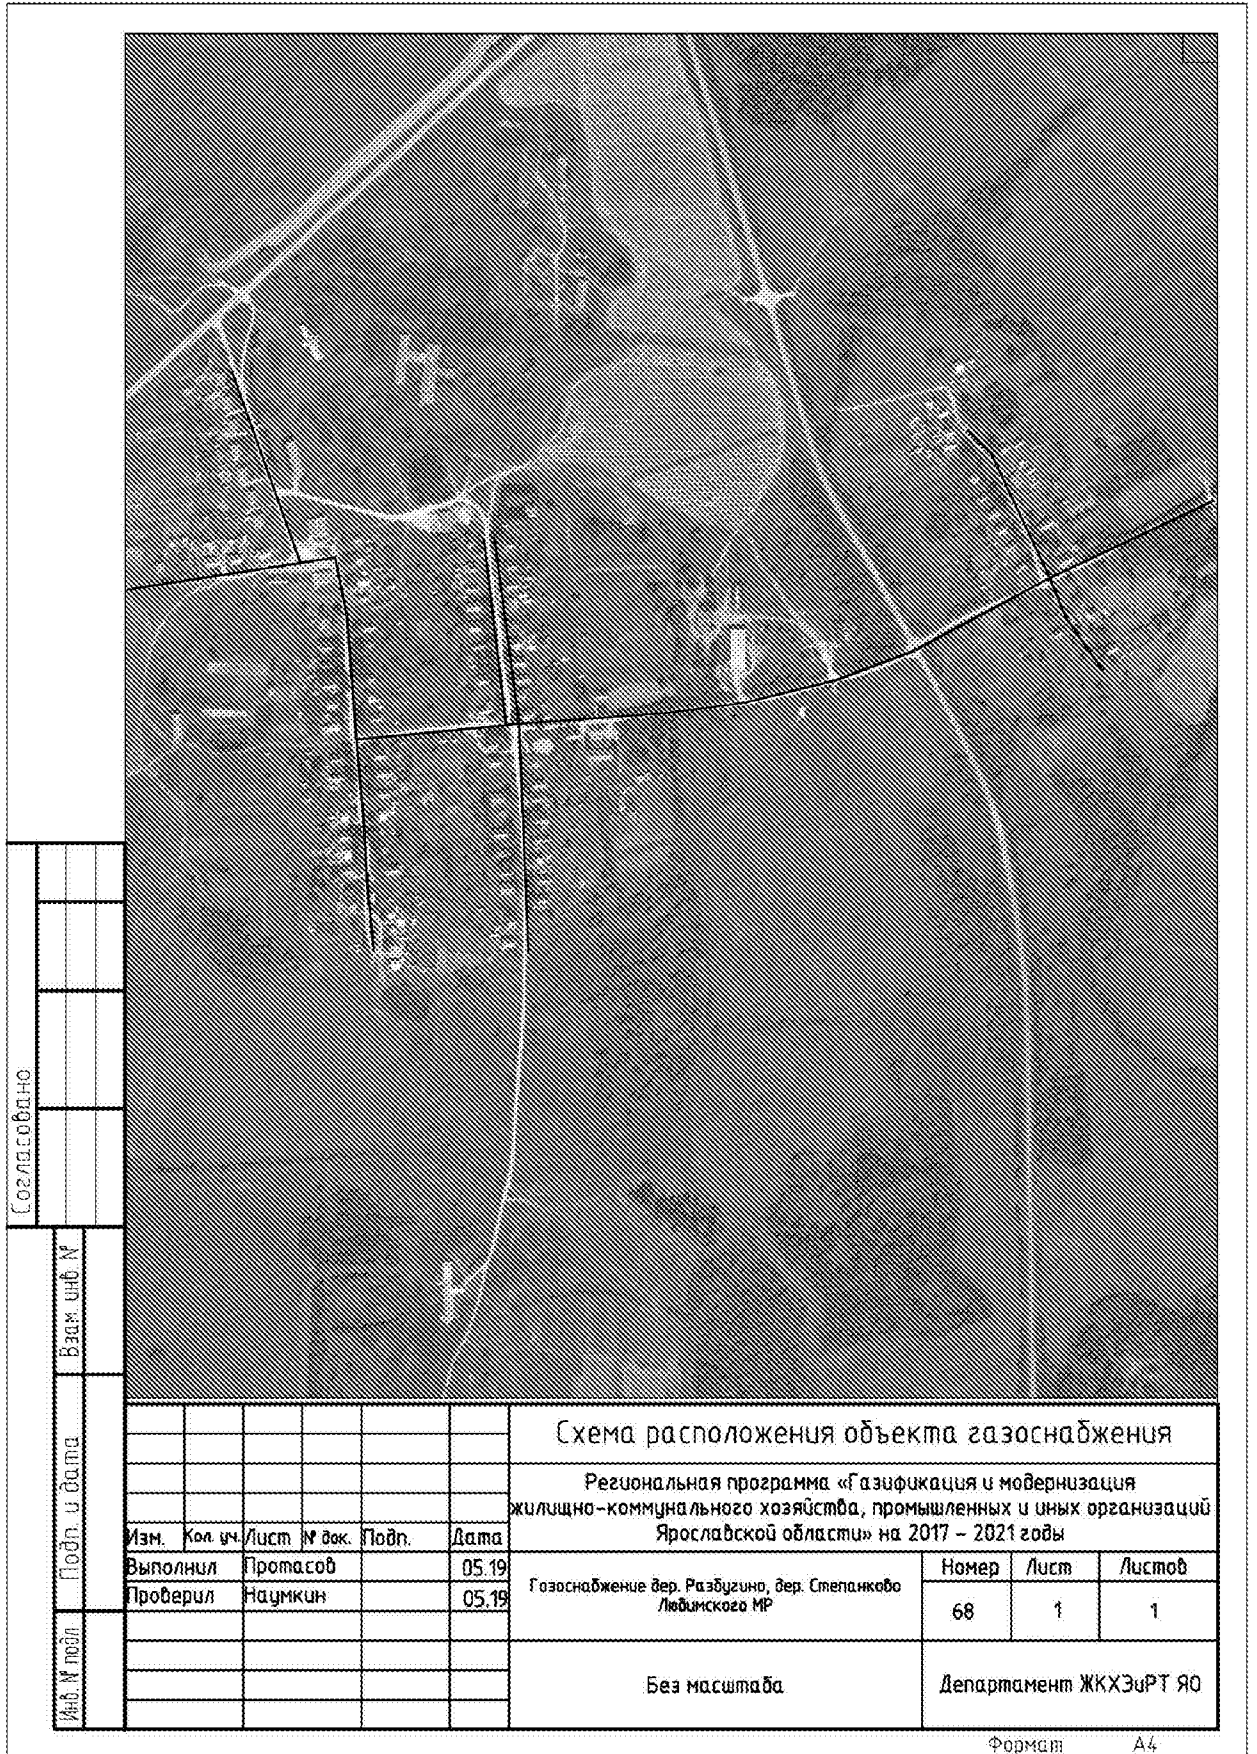 Согласовано
Взам. инв. №
Подп. и дата
Инв. № подл.
Схема расположения объекта газоснабжения
Региональная программа «Газификация и модернизация
жилищно-коммунального хозяйства, промышленных и иных организаций
Ярославской области» на 2017 – 2021 годы
Изм. Кол. уч. Лист № док. Подп. Дата
Выполнил Протасов 05.19
Проверил Наумкин 05.19
Газоснабжение дер. Разбугино, дер. Степанково
Любимского МР
Номер Лист Листов
68 1 1
Без масштаба
Департамент ЖКХЭиРТ ЯО
Формат А4